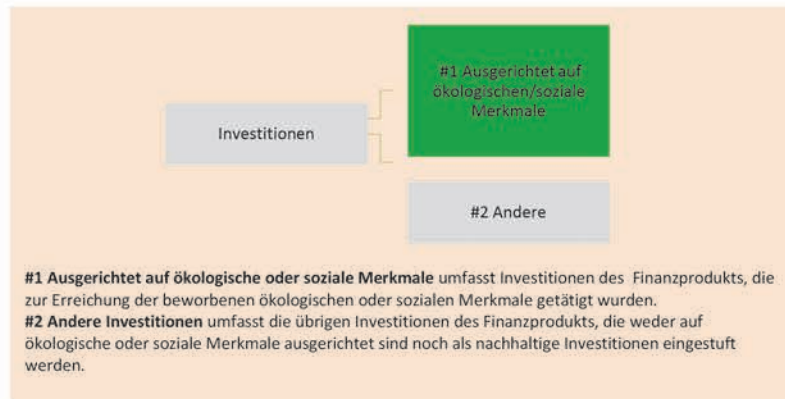 #1 Ausgerichtet auf
ökologischen/soziale
Merkmale
Investitionen
#2 Andere
#1 Ausgerichtet auf ökologische oder soziale Merkmale umfasst Investitionen des Finanzprodukts, die
zur Erreichung der beworbenen ökologischen oder sozialen Merkmale getätigt wurden.
#2 Andere Investitionen umfasst die übrigen Investitionen des Finanzprodukts, die weder auf
ökologische oder soziale Merkmale ausgerichtet sind noch als nachhaltige Investitionen eingestuft
werden.